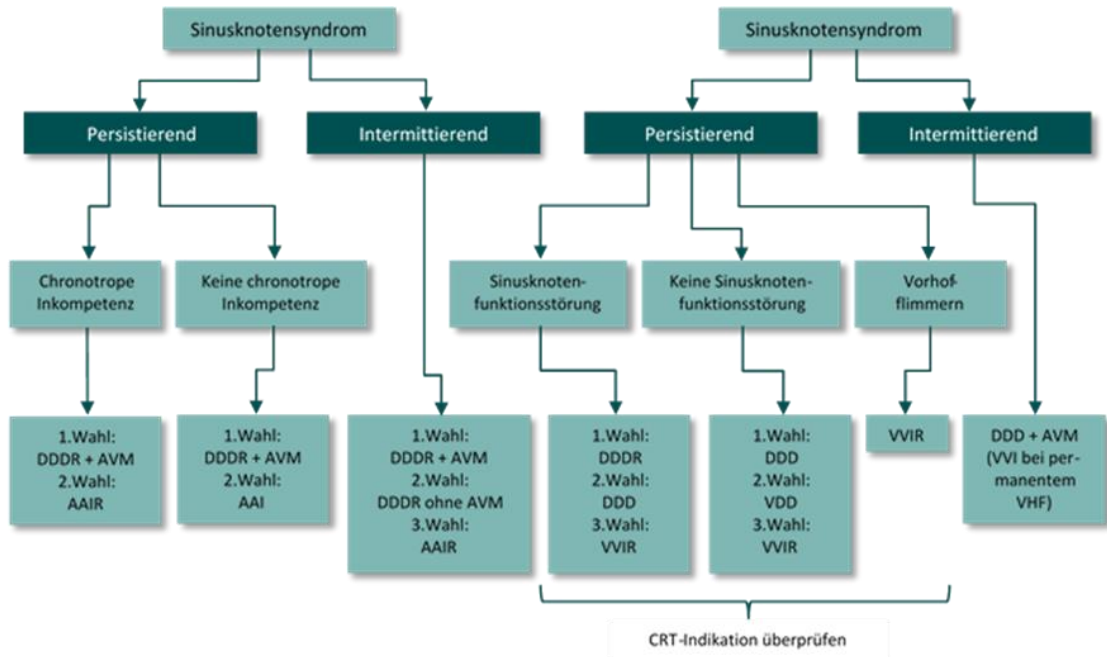 Sinusknotensyndrom
Persistierend
Intermittierend
Chronotrope
Inkompetenz
Keine chronotrope
Inkompetenz
1.Wahl:
DDDR + AVM
2.Wahl:
AAIR
1.Wahl:
DDDR + AVM
2.Wahl:
AAI
1.Wahl:
DDDR + AVM
2.Wahl:
DDDR ohne AVM
3.Wahl:
AAIR
Sinusknotensyndrom
Persistierend
Intermittierend
Sinusknoten-
funktionsstörung
Keine Sinusknoten-
funktionsstörung
Vorhof-
flimmern
1.Wahl:
DDDR
2.Wahl:
DDD
3.Wahl:
VVIR
1.Wahl:
DDD
2.Wahl:
VDD
3.Wahl:
VVIR
VVIR
DDD + AVM
(VVI bei per-
manentem
VHF)
CRT-Indikation überprüfen